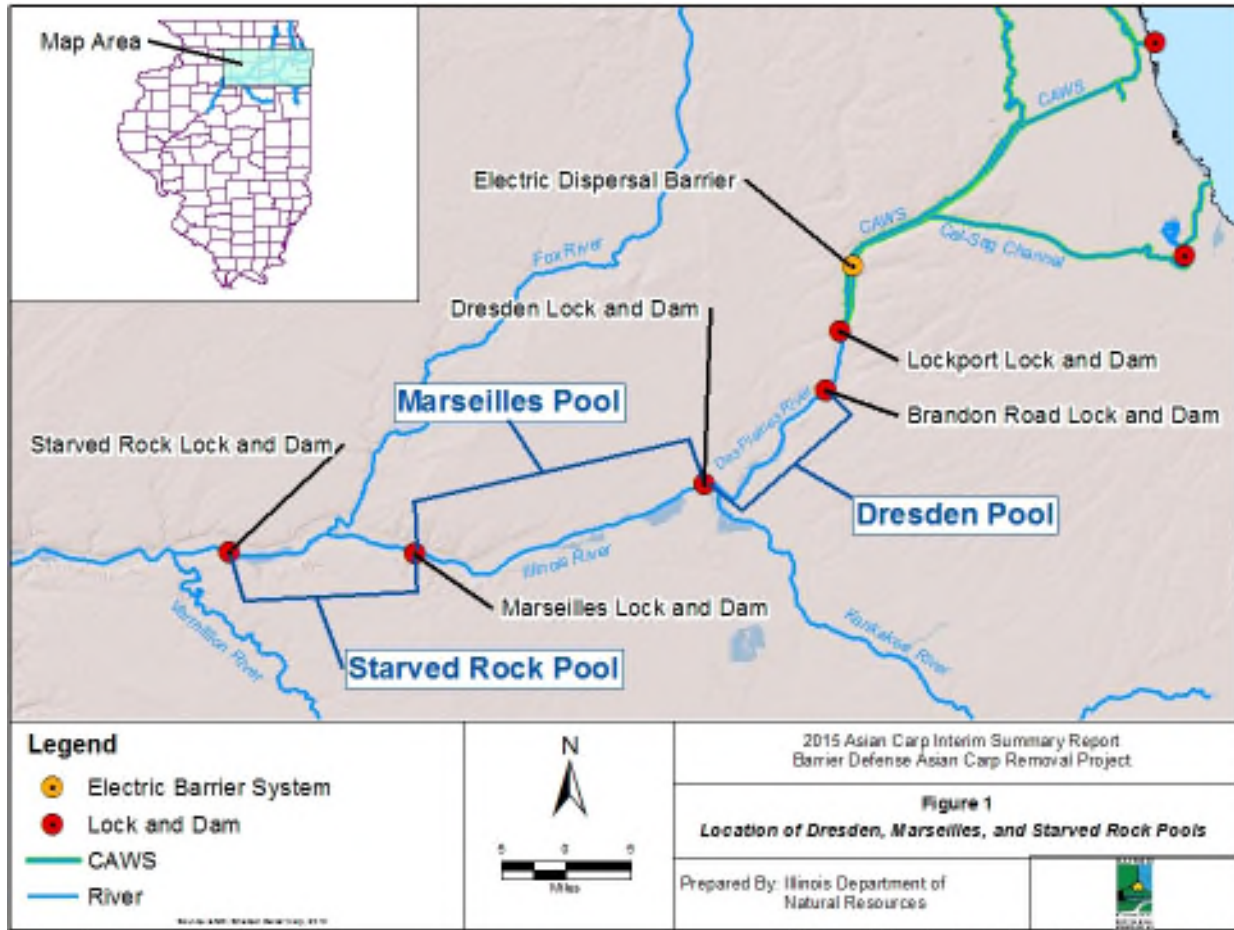 Map Area
CAWS
Electric Dispersal Barrier
CAWS
Cal-Sag Channel
Fox River
Dresden Lock and Dam
Lockport Lock and Dam
Marseilles Pool
Brandon Road Lock and Dam
Starved Rock Lock and Dam
Des Plaines River
Dresden Pool
Illinois River
Marseilles Lock and Dam
Kankakee River
Vermillion River
Starved Rock Pool
Legend
Electric Barrier System
Lock and Dam
CAWS
River
N
Miles
2015 Asian Carp Interim Summary Report
Barrier Defense Asian Carp Removal Project
Figure 1
Location of Dresden, Marseilles, and Starved Rock Pools
Prepared By: Illinois Department of
Natural Resources